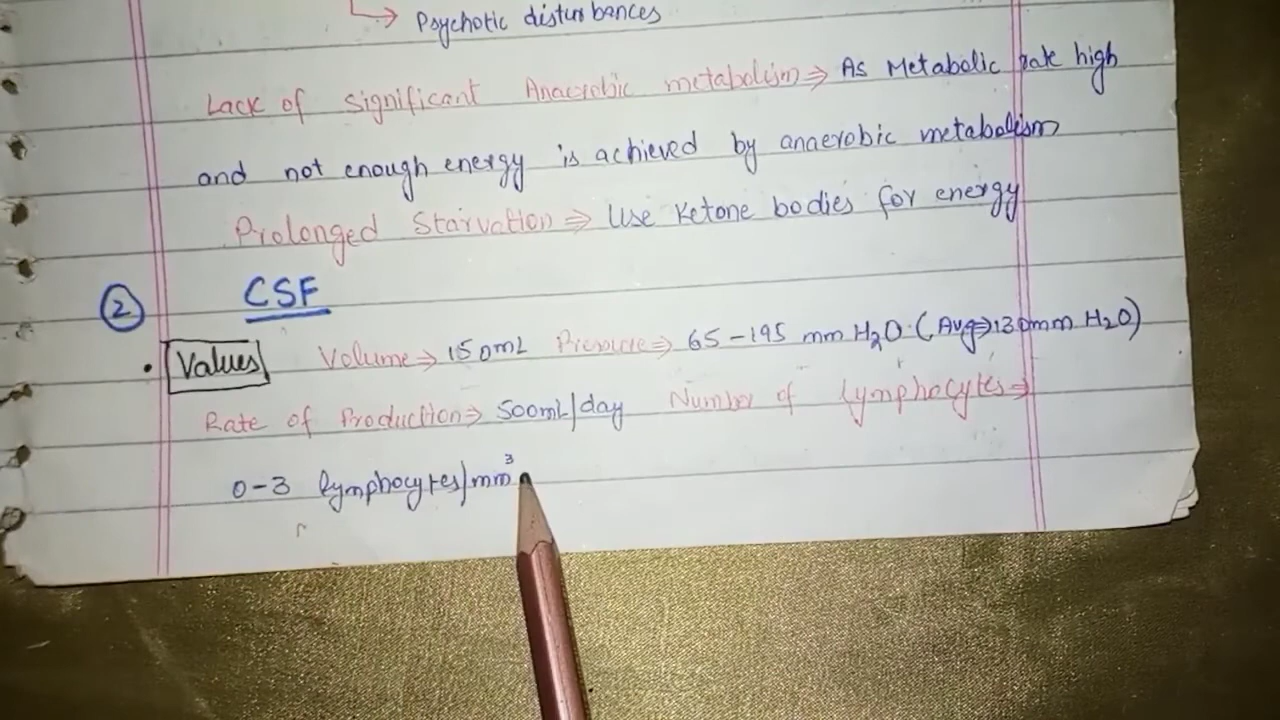 Psychotic disturbances
Lack of significant Anaerobic metabolism ⇒ As Metabolic rate high
and not enough energy is achieved by anaerobic metabolism
Prolonged Starvation ⇒ Use Ketone bodies for energy
② CSF
• Values Volume ⇒ 150mL Pressure ⇒ 65-195 mm H₂O. (Avg⇒130mm H₂O)
Rate of Production ⇒ 500mL/day Number of lymphocytes ⇒
0-3 lymphocytes/mm³